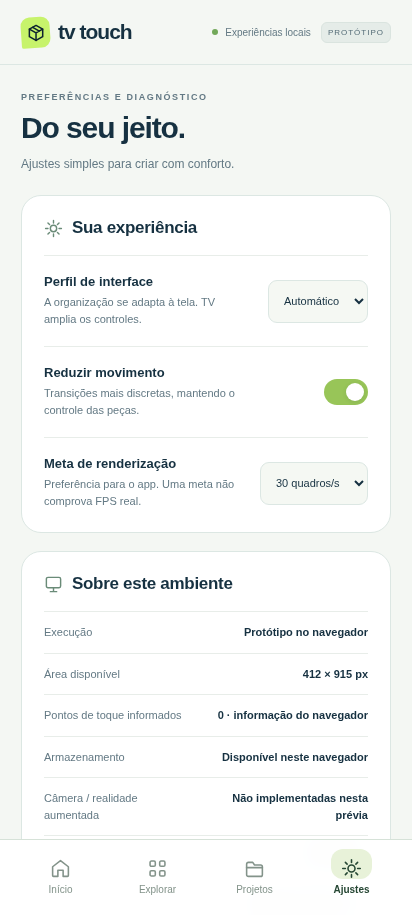 tv touch
Experiências locais
PROTÓTIPO
PREFERÊNCIAS E DIAGNÓSTICO
Do seu jeito.
Ajustes simples para criar com conforto.
Sua experiência
Perfil de interface
A organização se adapta à tela. TV
amplia os controles.
Automático
Reduzir movimento
Transições mais discretas, mantendo o
controle das peças.
Meta de renderização
Preferência para o app. Uma meta não
comprova FPS real.
30 quadros/s
Sobre este ambiente
Execução
Protótipo no navegador
Área disponível
412 × 915 px
Pontos de toque informados
0 · informação do navegador
Armazenamento
Disponível neste navegador
Câmera / realidade
aumentada
Não implementadas nesta
prévia
Início
Explorar
Projetos
Ajustes